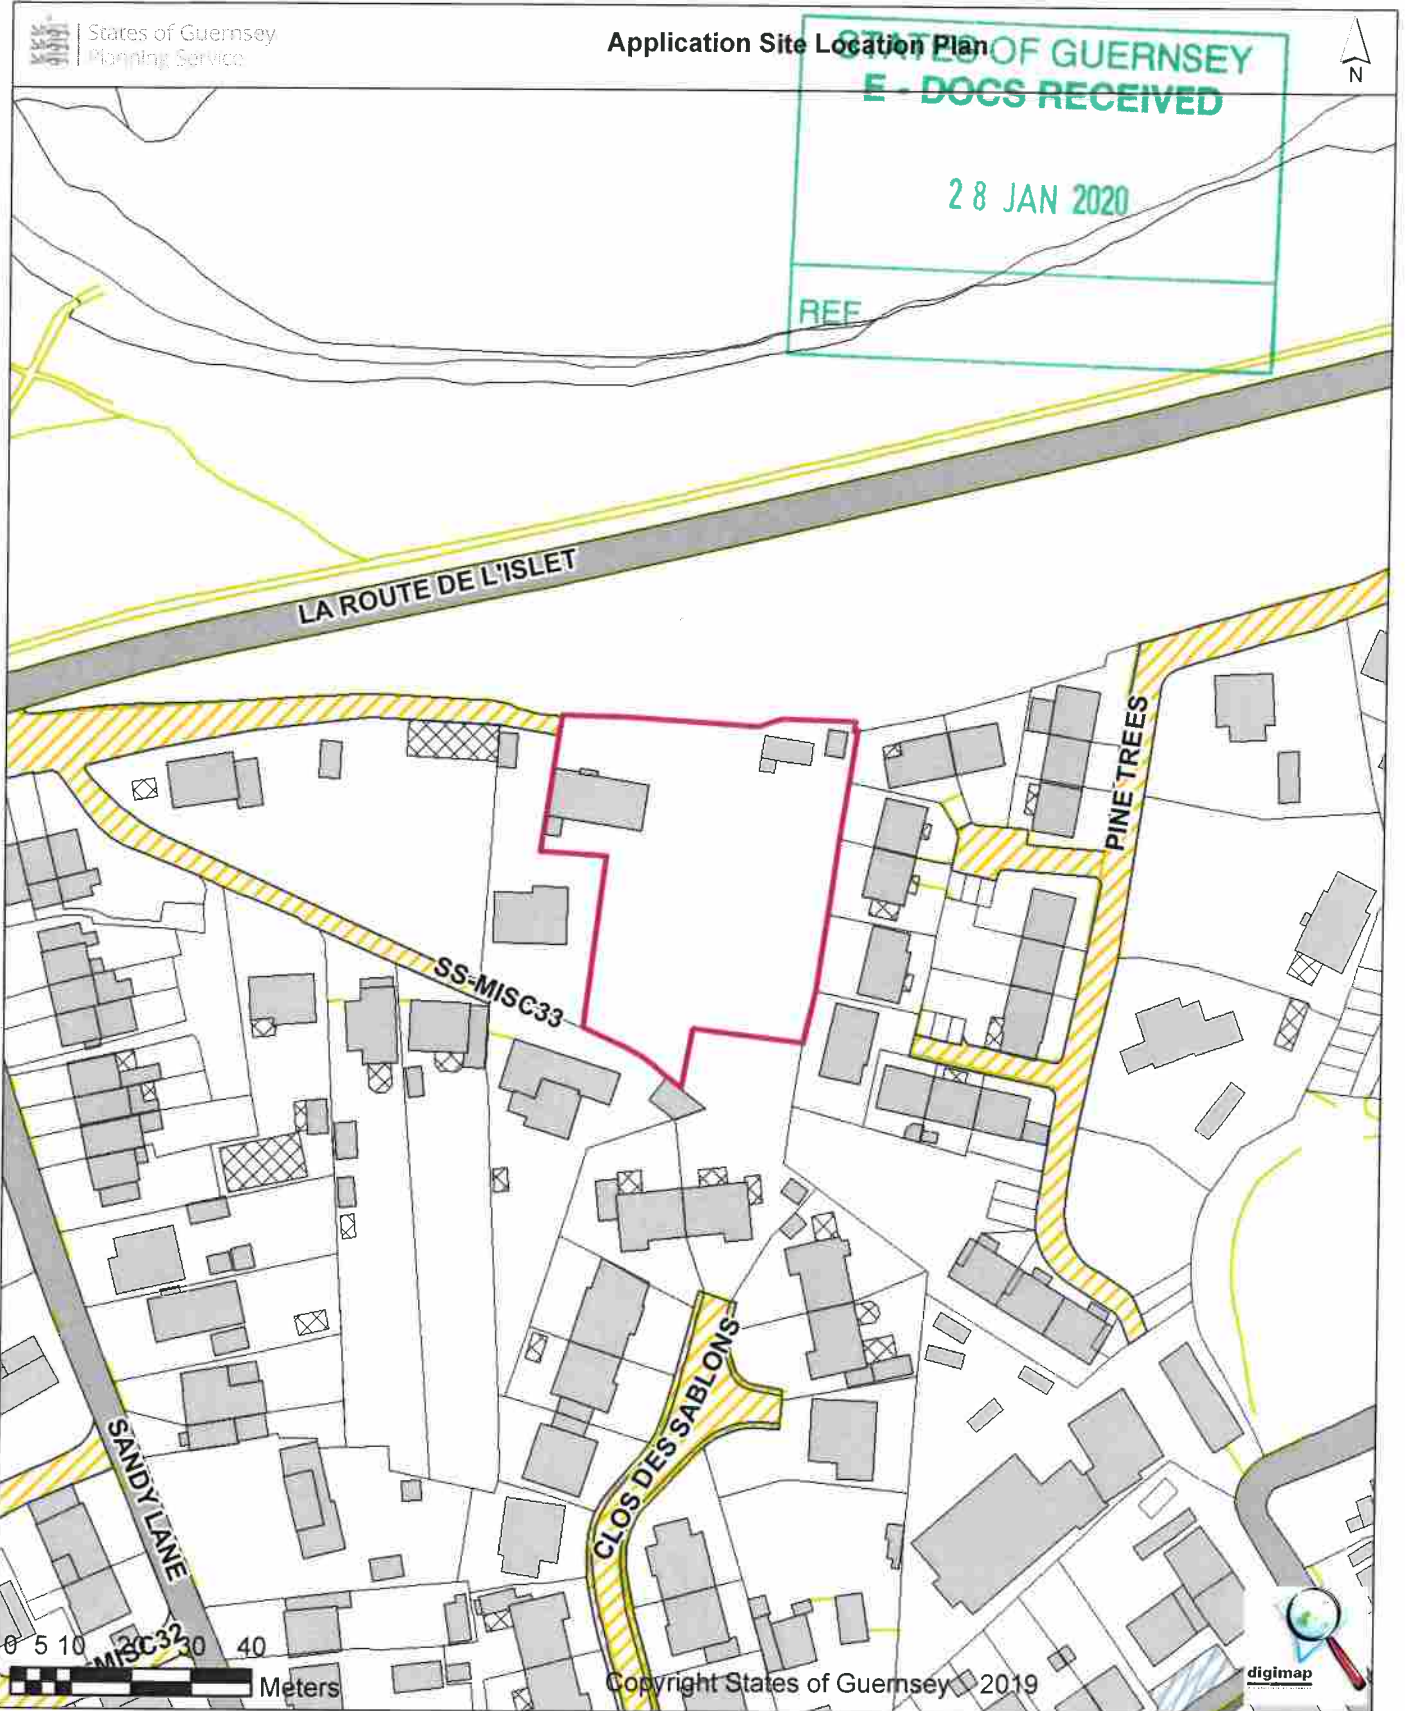 States of Guernsey
Planning Service
Application Site Location Plan
N
STATES OF GUERNSEY
E - DOCS RECEIVED
28 JAN 2020
REF
LA ROUTE DE L'ISLET
PINE TREES
SS-MISC33
CLOS DES SABLONS
SANDY LANE
MISC32
0 5 10 20 30 40
Meters
Copyright States of Guernsey 2019
digimap